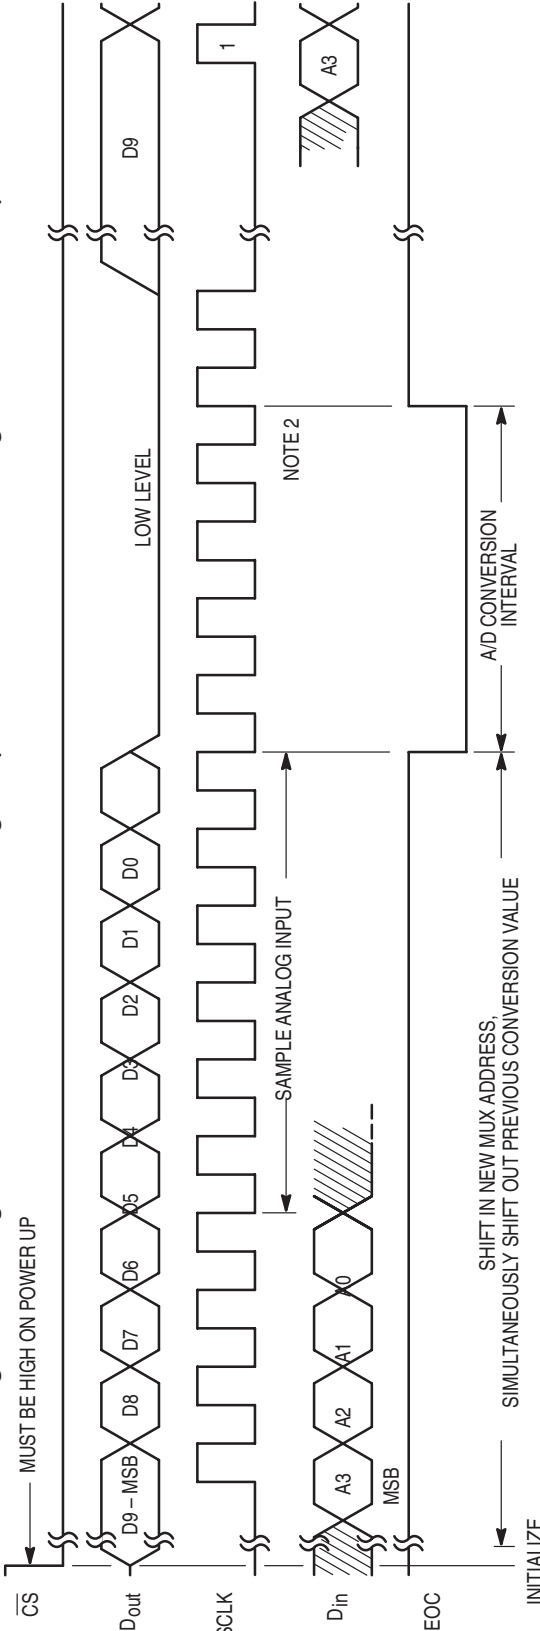 MUST BE HIGH ON POWER UP
CS
Dout
D9 – MSB
D8
D7
D6
D5
D4
D3
D2
D1
D0
LOW LEVEL
D9
SCLK
1
SAMPLE ANALOG INPUT
NOTE 2
Din
A3
A2
A1
A0
A3
MSB
EOC
A/D CONVERSION
INTERVAL
SHIFT IN NEW MUX ADDRESS,
SIMULTANEOUSLY SHIFT OUT PREVIOUS CONVERSION VALUE
INITIALIZE